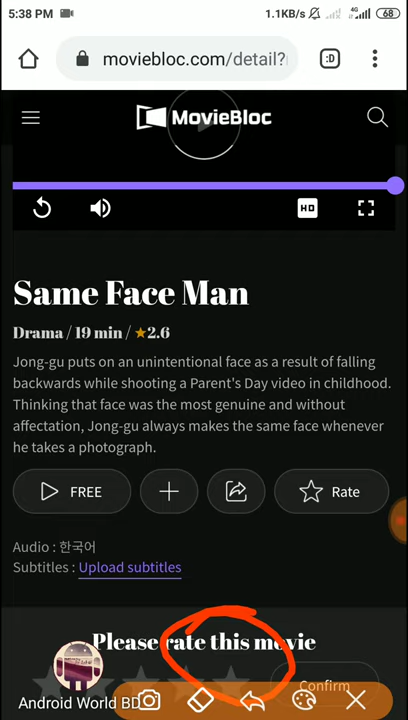 5:38 PM
1.1KB/s 4G 68
moviebloc.com/detail?
:D
MovieBloc
HD
Same Face Man
Drama / 19 min / ★2.6
Jong-gu puts on an unintentional face as a result of falling
backwards while shooting a Parent's Day video in childhood.
Thinking that face was the most genuine and without
affectation, Jong-gu always makes the same face whenever
he takes a photograph.
FREE
Rate
Audio : 한국어
Subtitles : Upload subtitles
Please rate this movie
Confirm
Android World BD